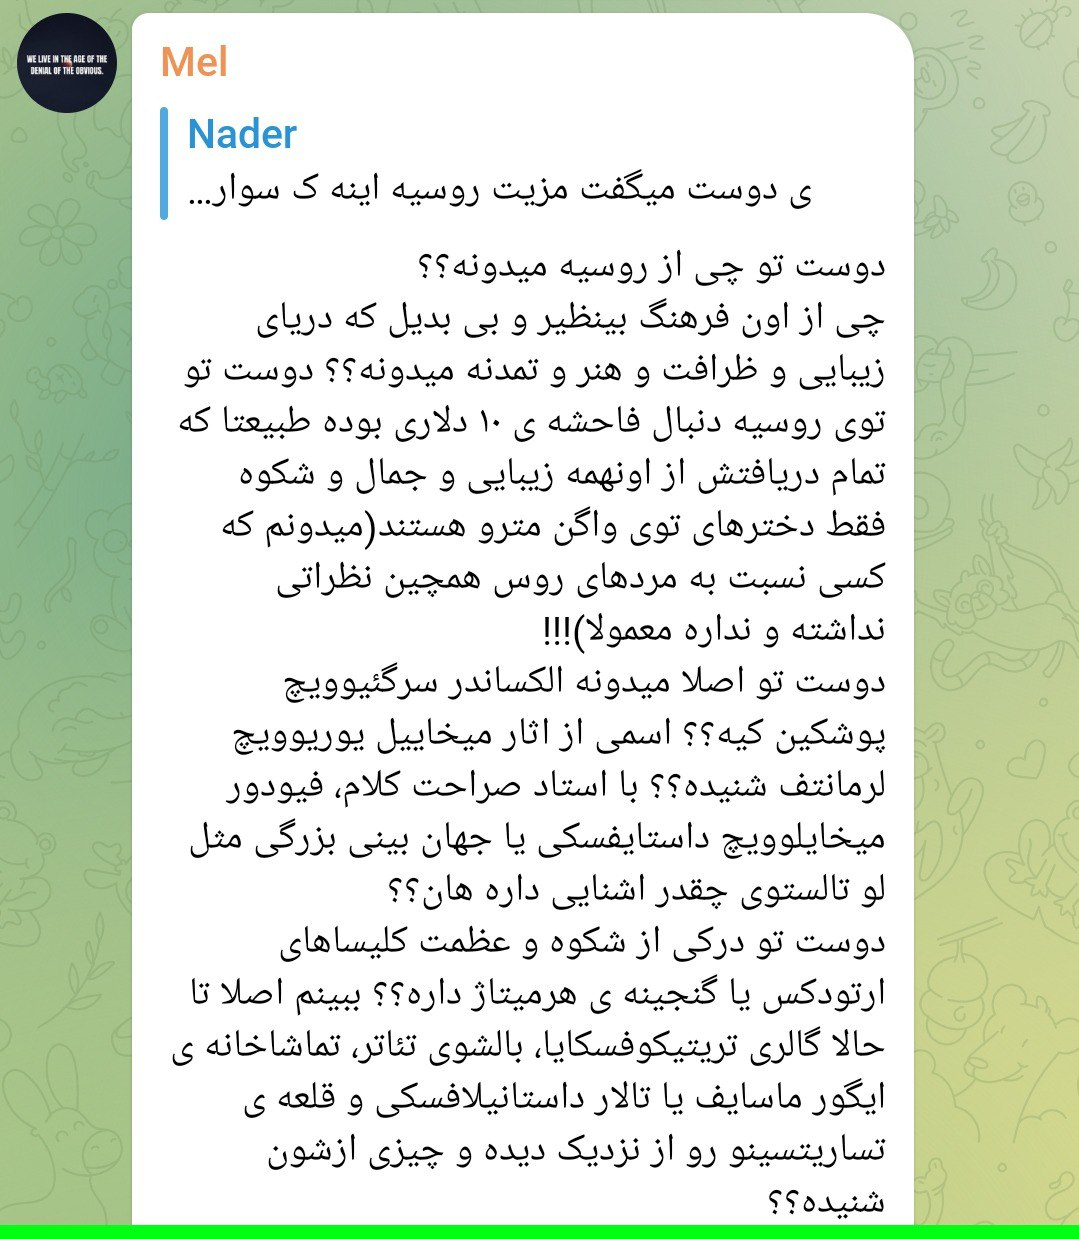 WE LIVE IN THE AGE OF THE
DENIAL OF THE OBVIOUS.
Mel
Nader
ی دوست میگفت مزیت روسیه اینه ک سوار...
دوست تو چی از روسیه میدونه؟؟
چی از اون فرهنگ بینظیر و بی بدیل که دریای
زیبایی و ظرافت و هنر و تمدنه میدونه؟؟ دوست تو
توی روسیه دنبال فاحشه ی ۱۰ دلاری بوده طبیعتا که
تمام دریافتش از اونهمه زیبایی و جمال و شکوه
فقط دخترهای توی واگن مترو هستند(میدونم که
کسی نسبت به مردهای روس همچین نظراتی
نداشته و نداره معمولا)!!!
دوست تو اصلا میدونه الکساندر سرگئیوویچ
پوشکین کیه؟؟ اسمی از اثار میخاییل یوریوویچ
لرمانتف شنیده؟؟ با استاد صراحت کلام، فیودور
میخایلوویچ داستایفسکی یا جهان بینی بزرگی مثل
لو تالستوی چقدر اشنایی داره هان؟؟
دوست تو درکی از شکوه و عظمت کلیساهای
ارتودکس یا گنجینه ی هرمیتاژ داره؟؟ ببینم اصلا تا
حالا گالری تریتیکوفسکایا، بالشوی تئاتر، تماشاخانه ی
ایگور ماسایف یا تالار داستانیلافسکی و قلعه ی
تساریتسینو رو از نزدیک دیده و چیزی ازشون
شنیده؟؟